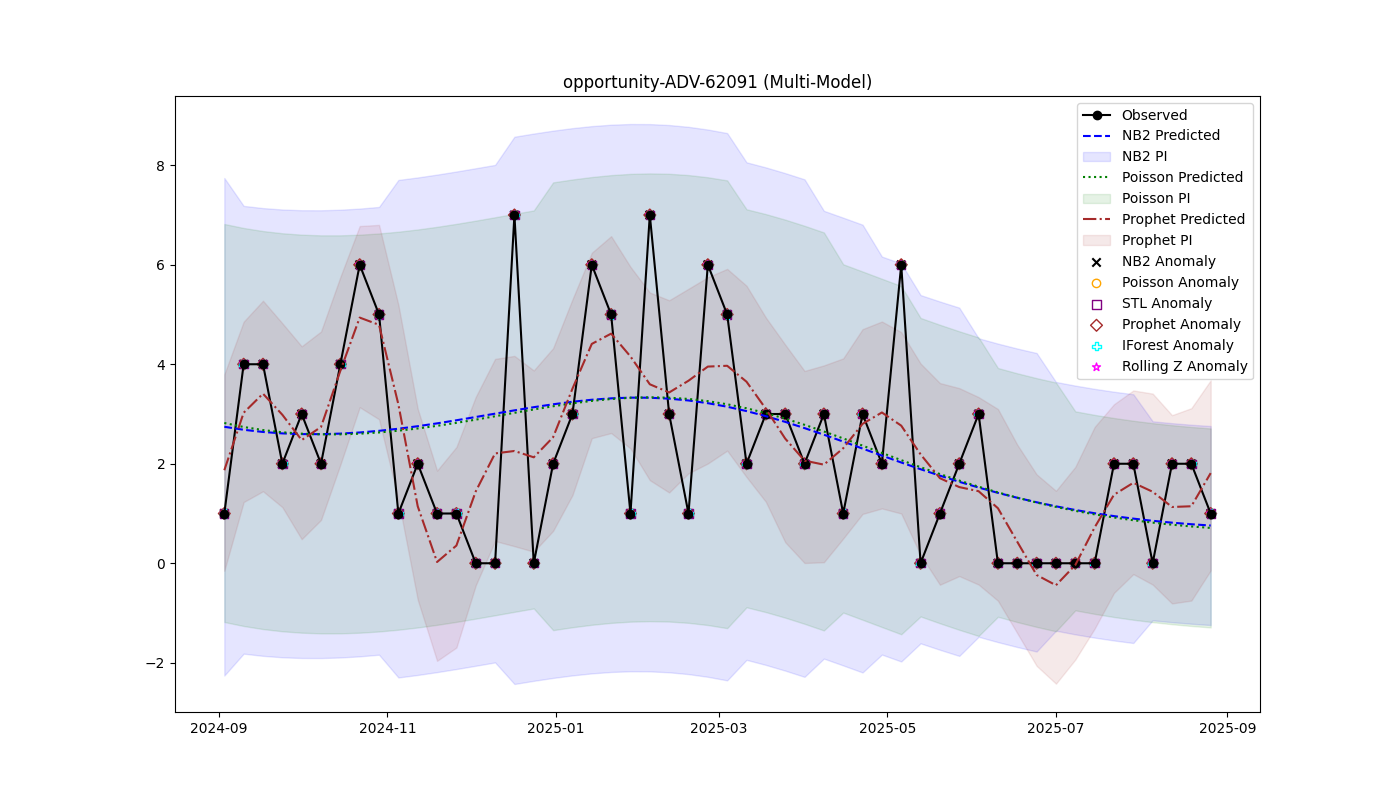 opportunity-ADV-62091 (Multi-Model)
Observed
NB2 Predicted
NB2 PI
Poisson Predicted
Poisson PI
Prophet Predicted
Prophet PI
NB2 Anomaly
Poisson Anomaly
STL Anomaly
Prophet Anomaly
IForest Anomaly
Rolling Z Anomaly
8
6
4
2
0
−2
2024-09
2024-11
2025-01
2025-03
2025-05
2025-07
2025-09